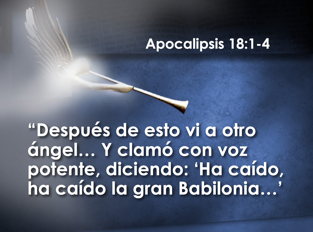 Apocalipsis 18:1-4
“Después de esto vi a otro
ángel… Y clamó con voz
potente, diciendo: ‘Ha caído,
ha caído la gran Babilonia…’